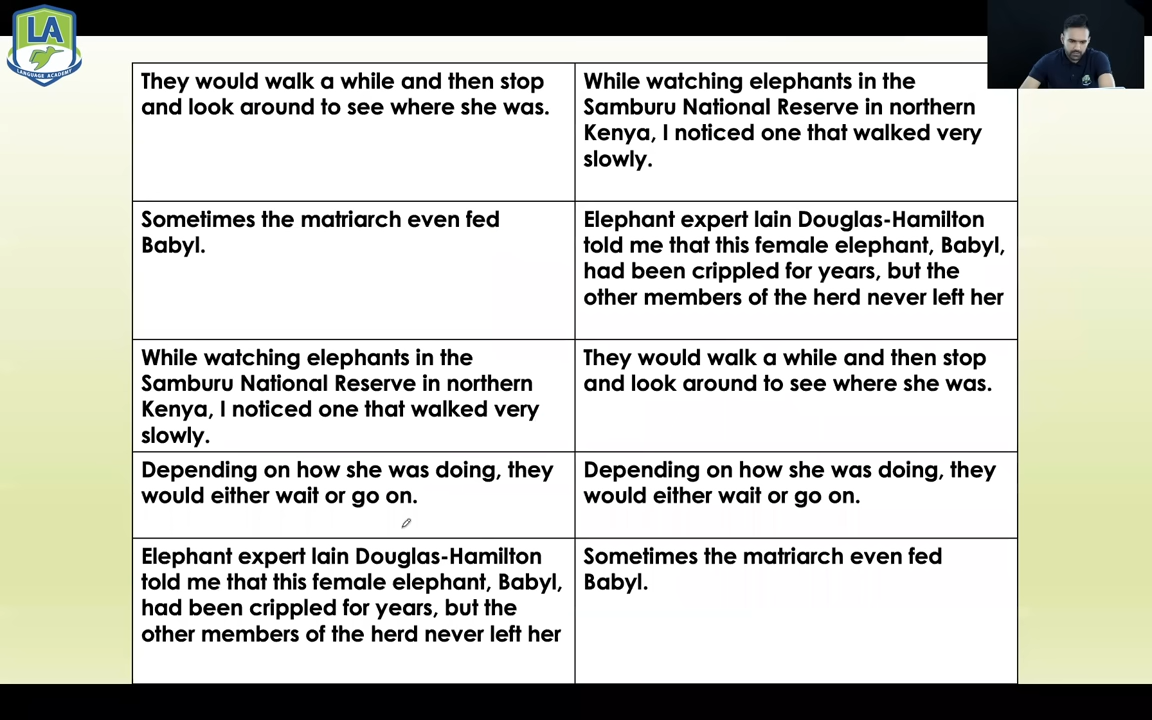 LA
LANGUAGE ACADEMY
They would walk a while and then stop
and look around to see where she was.
While watching elephants in the
Samburu National Reserve in northern
Kenya, I noticed one that walked very
slowly.
Sometimes the matriarch even fed
Babyl.
Elephant expert Iain Douglas-Hamilton
told me that this female elephant, Babyl,
had been crippled for years, but the
other members of the herd never left her
While watching elephants in the
Samburu National Reserve in northern
Kenya, I noticed one that walked very
slowly.
They would walk a while and then stop
and look around to see where she was.
Depending on how she was doing, they
would either wait or go on.
Depending on how she was doing, they
would either wait or go on.
Elephant expert Iain Douglas-Hamilton
told me that this female elephant, Babyl,
had been crippled for years, but the
other members of the herd never left her
Sometimes the matriarch even fed
Babyl.